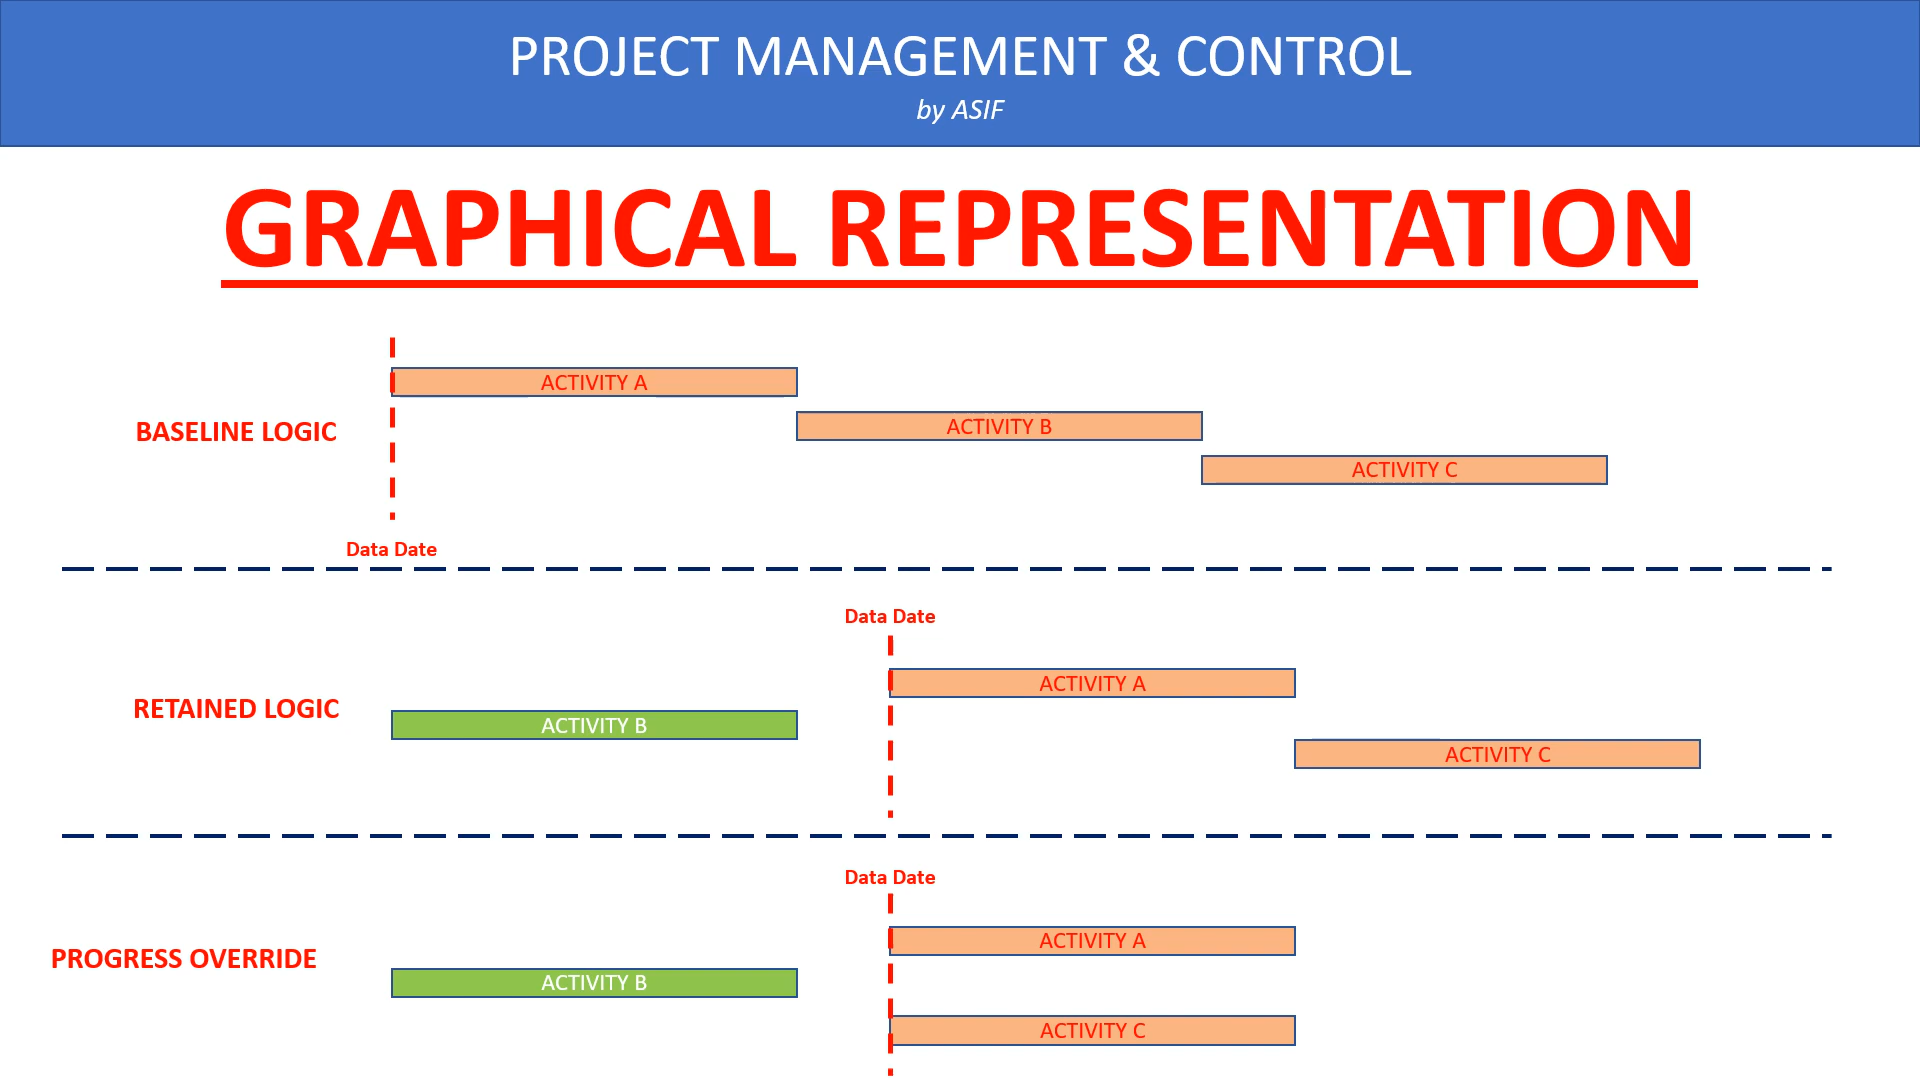 PROJECT MANAGEMENT & CONTROL
by ASIF
GRAPHICAL REPRESENTATION
ACTIVITY A
BASELINE LOGIC
ACTIVITY B
ACTIVITY C
Data Date
Data Date
ACTIVITY A
RETAINED LOGIC
ACTIVITY B
ACTIVITY C
Data Date
ACTIVITY A
PROGRESS OVERRIDE
ACTIVITY B
ACTIVITY C